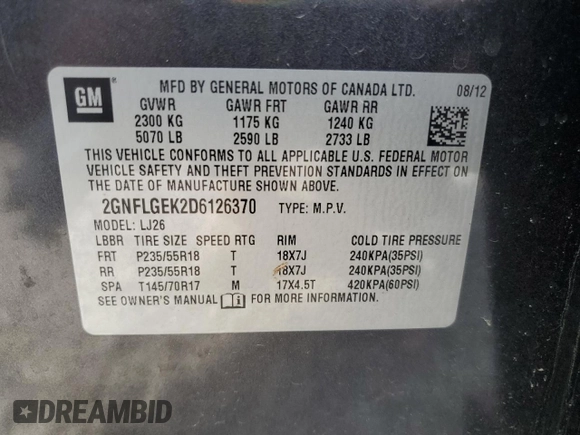 GM
MFD BY GENERAL MOTORS OF CANADA LTD. 08/12
GVWR GAWR FRT GAWR RR
2300 KG 1175 KG 1240 KG
5070 LB 2590 LB 2733 LB
THIS VEHICLE CONFORMS TO ALL APPLICABLE U.S. FEDERAL MOTOR
VEHICLE SAFETY AND THEFT PREVENTION STANDARDS IN EFFECT ON
THE DATE OF MANUFACTURE SHOWN ABOVE.
2GNFLGEK2D6126370 TYPE: M.P.V.
MODEL: LJ26
LBBR TIRE SIZE SPEED RTG RIM COLD TIRE PRESSURE
FRT P235/55R18 T 18X7J 240KPA(35PSI)
RR P235/55R18 T 18X7J 240KPA(35PSI)
SPA T145/70R17 M 17X4.5T 420KPA(60PSI)
SEE OWNER'S MANUAL FOR MORE INFORMATION.
DREAMBID